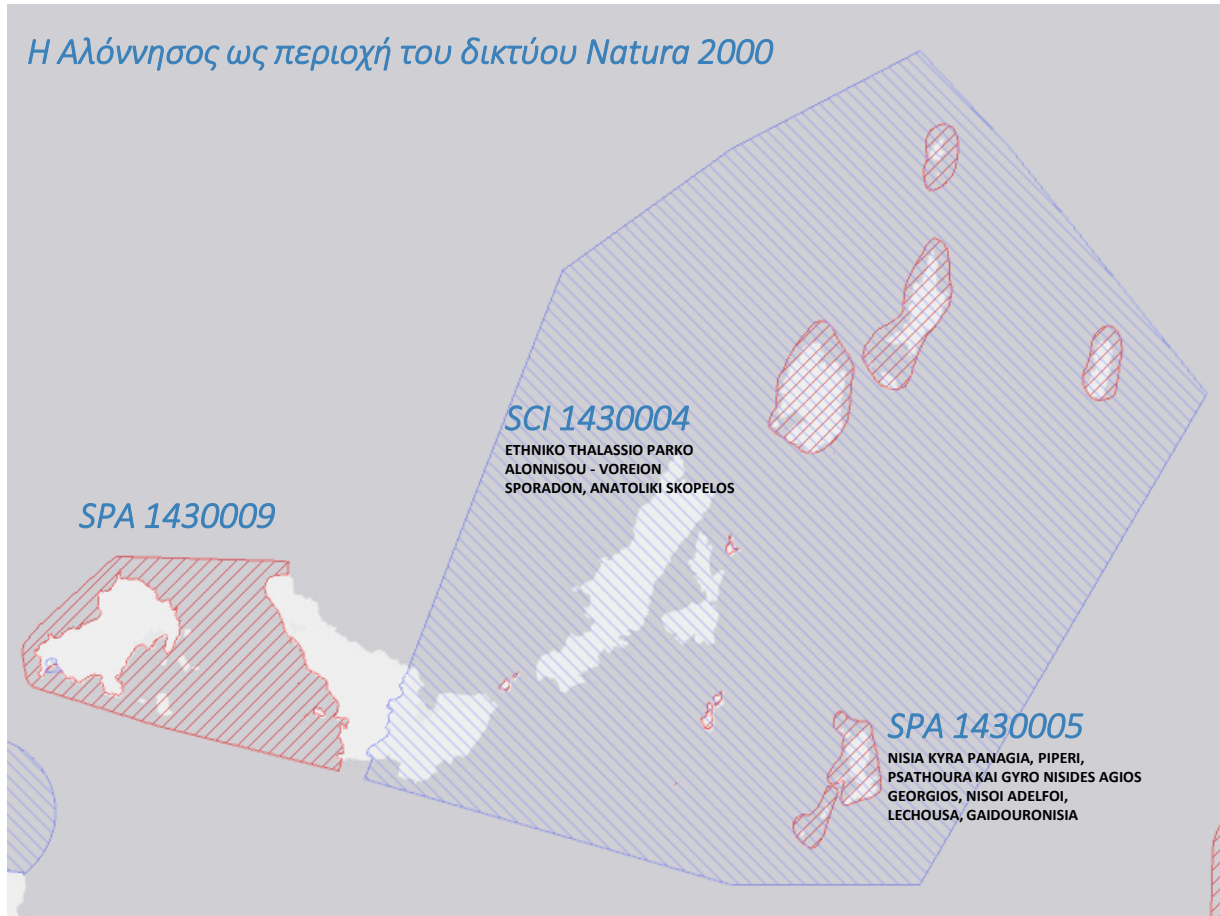 Η Αλόννησος ως περιοχή του δικτύου Natura 2000
SCI 1430004
ETHNIKO THALASSIO PARKO
ALONNISOU - VOREION
SPORADON, ANATOLIKI SKOPELOS
SPA 1430009
SPA 1430005
NISIA KYRA PANAGIA, PIPERI,
PSATHOURA KAI GYRO NISIDES AGIOS
GEORGIOS, NISOI ADELFOI,
LECHOUSA, GAIDOURONISIA